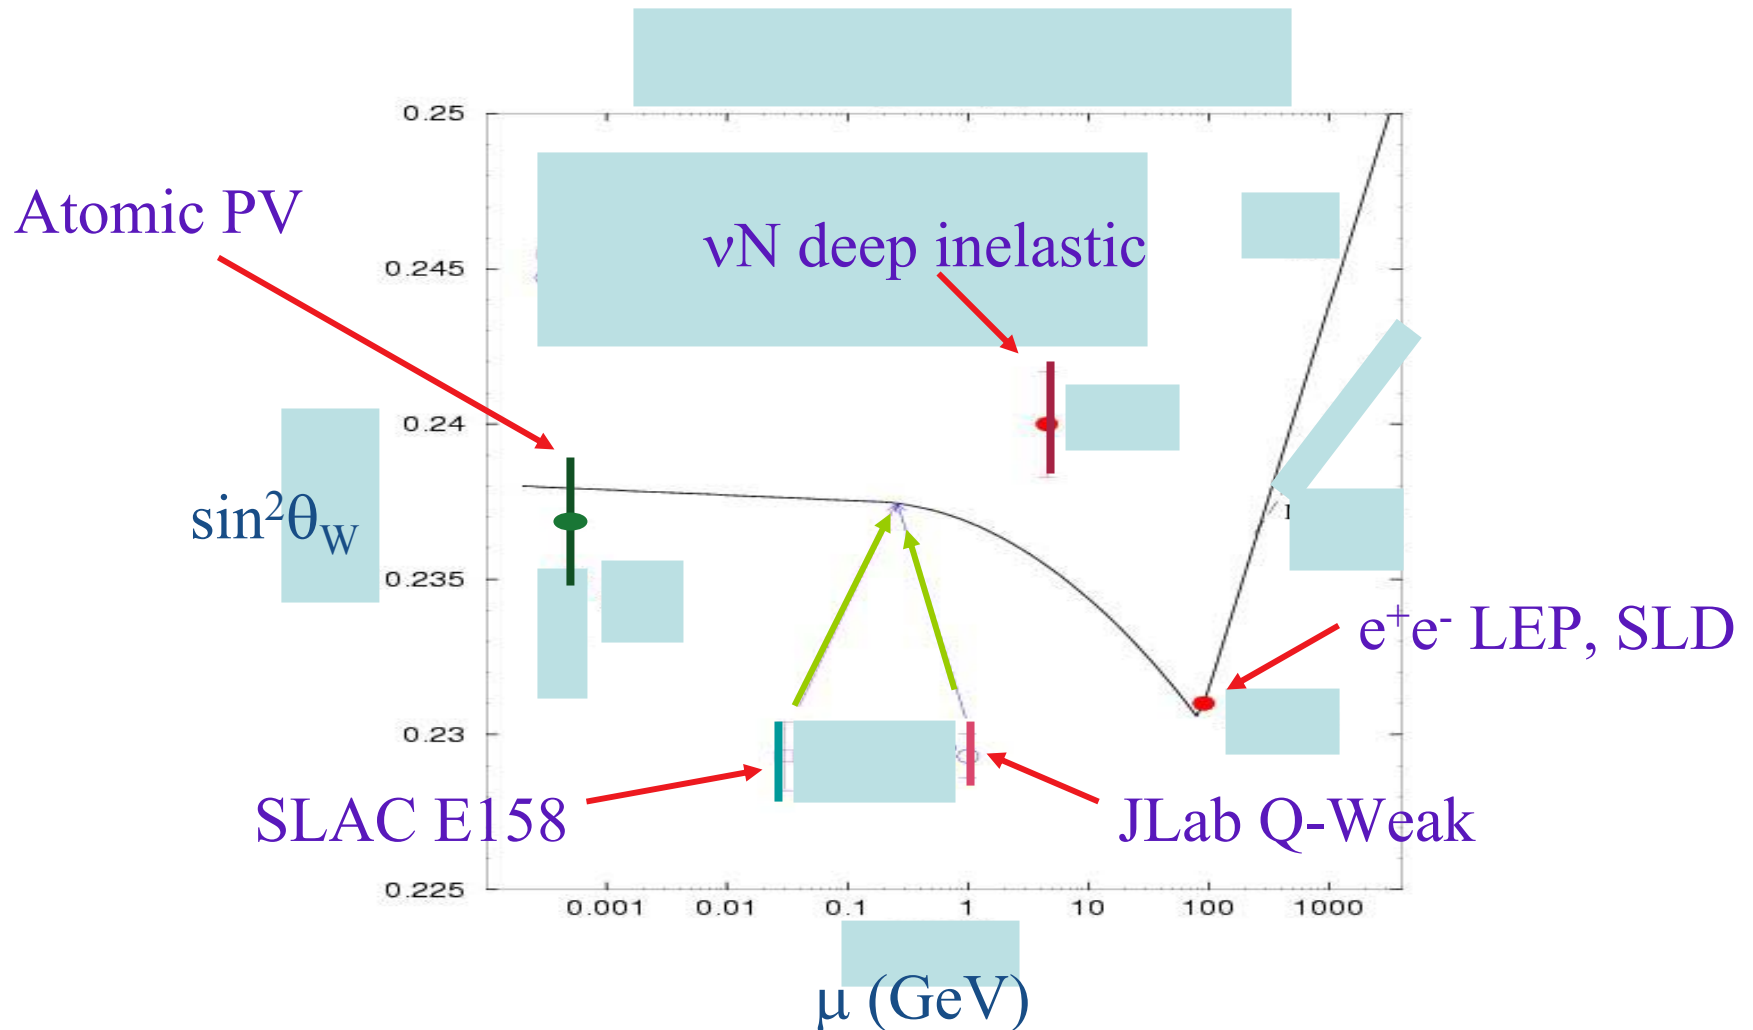 0.25
Atomic PV
νN deep inelastic
0.245
0.24
sin²θ_W
0.235
e⁺e⁻ LEP, SLD
0.23
SLAC E158
JLab Q-Weak
0.225
0.001 0.01 0.1 1 10 100 1000
μ (GeV)